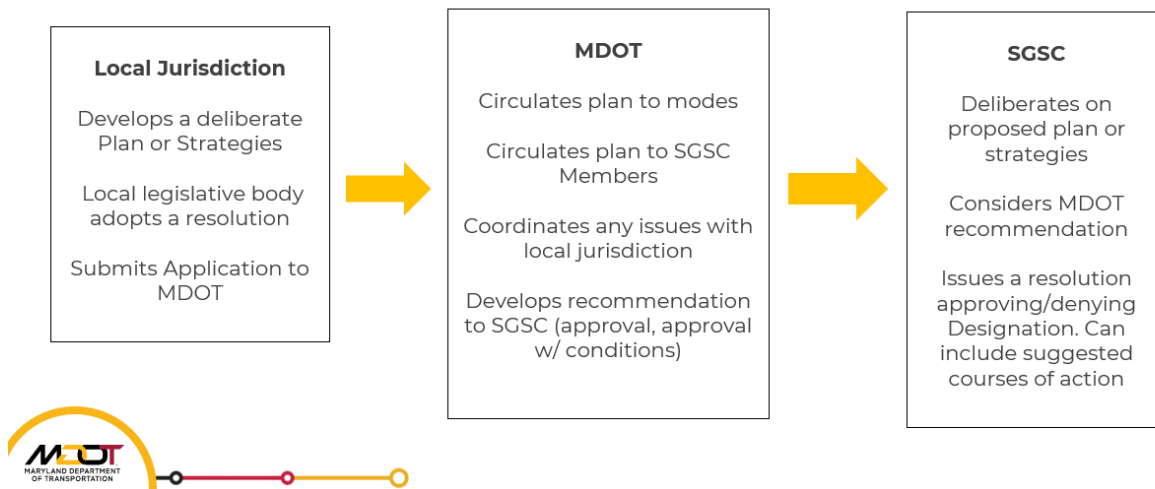 Local Jurisdiction
Develops a deliberate
Plan or Strategies
Local legislative body
adopts a resolution
Submits Application to
MDOT
MDOT
Circulates plan to modes
Circulates plan to SGSC
Members
Coordinates any issues with
local jurisdiction
Develops recommendation
to SGSC (approval, approval
w/ conditions)
SGSC
Deliberates on
proposed plan or
strategies
Considers MDOT
recommendation
Issues a resolution
approving/denying
Designation. Can
include suggested
courses of action
MDOT
MARYLAND DEPARTMENT
OF TRANSPORTATION